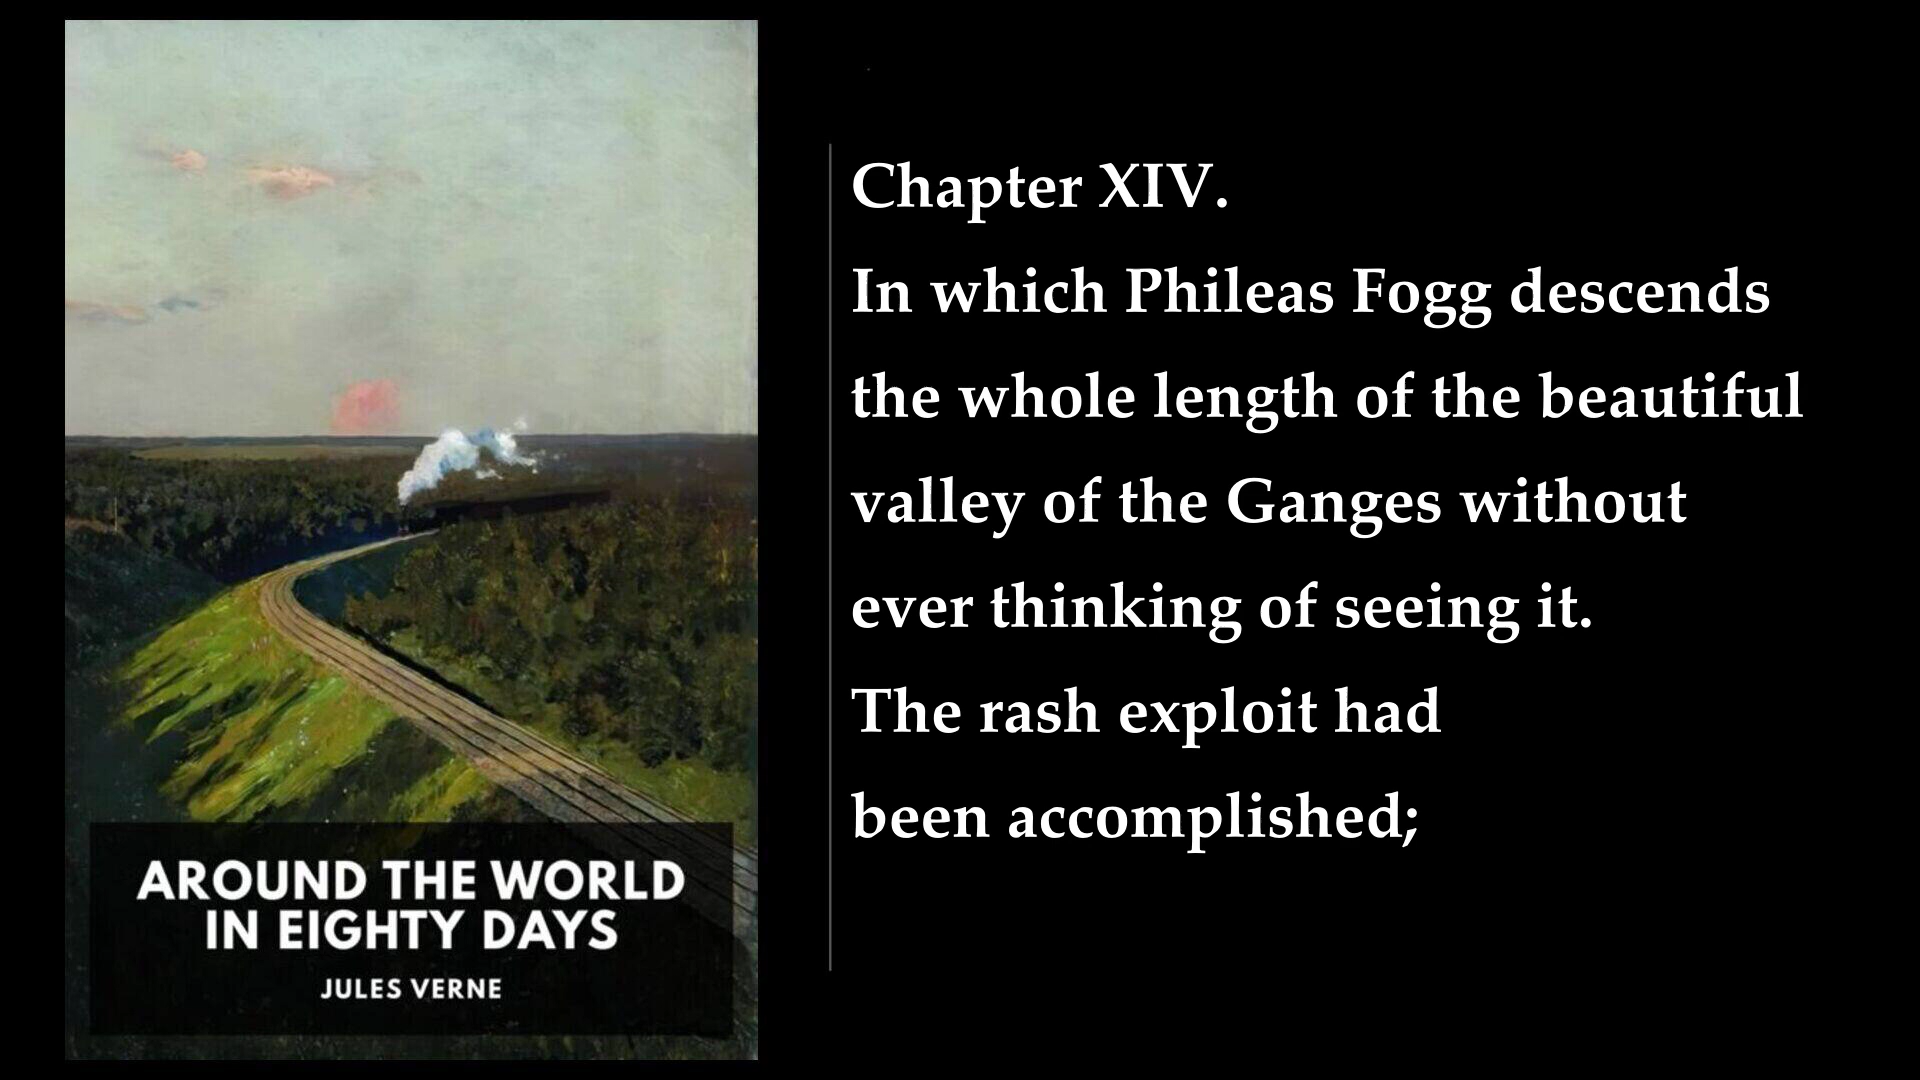 AROUND THE WORLD
IN EIGHTY DAYS
JULES VERNE
Chapter XIV.
In which Phileas Fogg descends
the whole length of the beautiful
valley of the Ganges without
ever thinking of seeing it.
The rash exploit had
been accomplished;